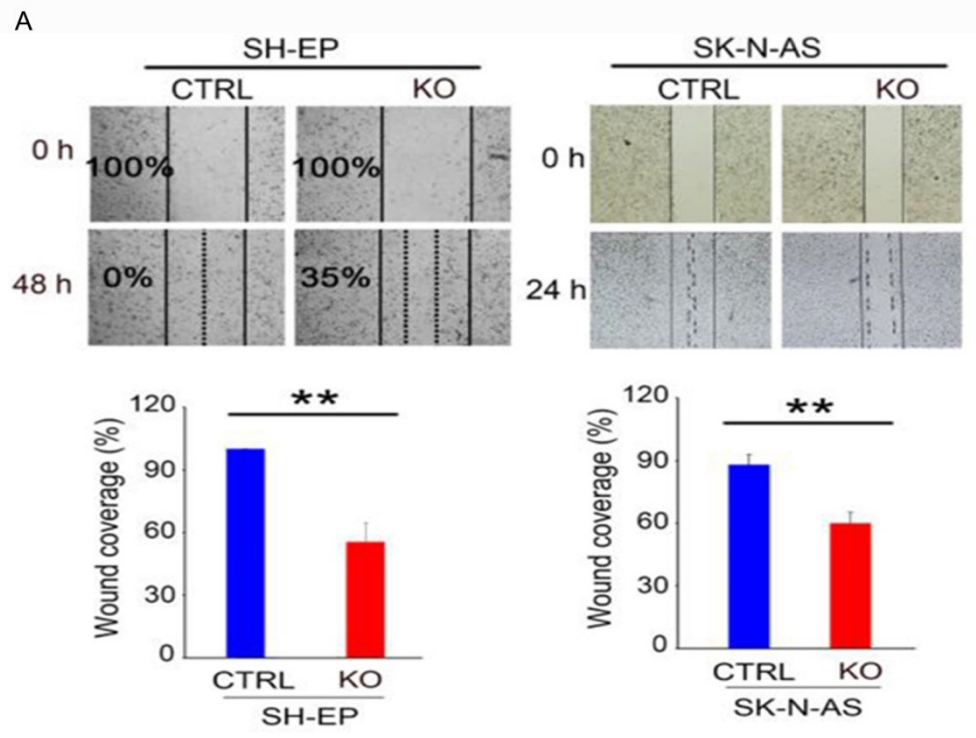 A
SH-EP
CTRL KO
0 h
100% 100%
48 h
0% 35%
SK-N-AS
CTRL KO
0 h
24 h
Wound coverage (%)
120
90
60
30
0
**
CTRL KO
SH-EP
Wound coverage (%)
120
90
60
30
0
**
CTRL KO
SK-N-AS